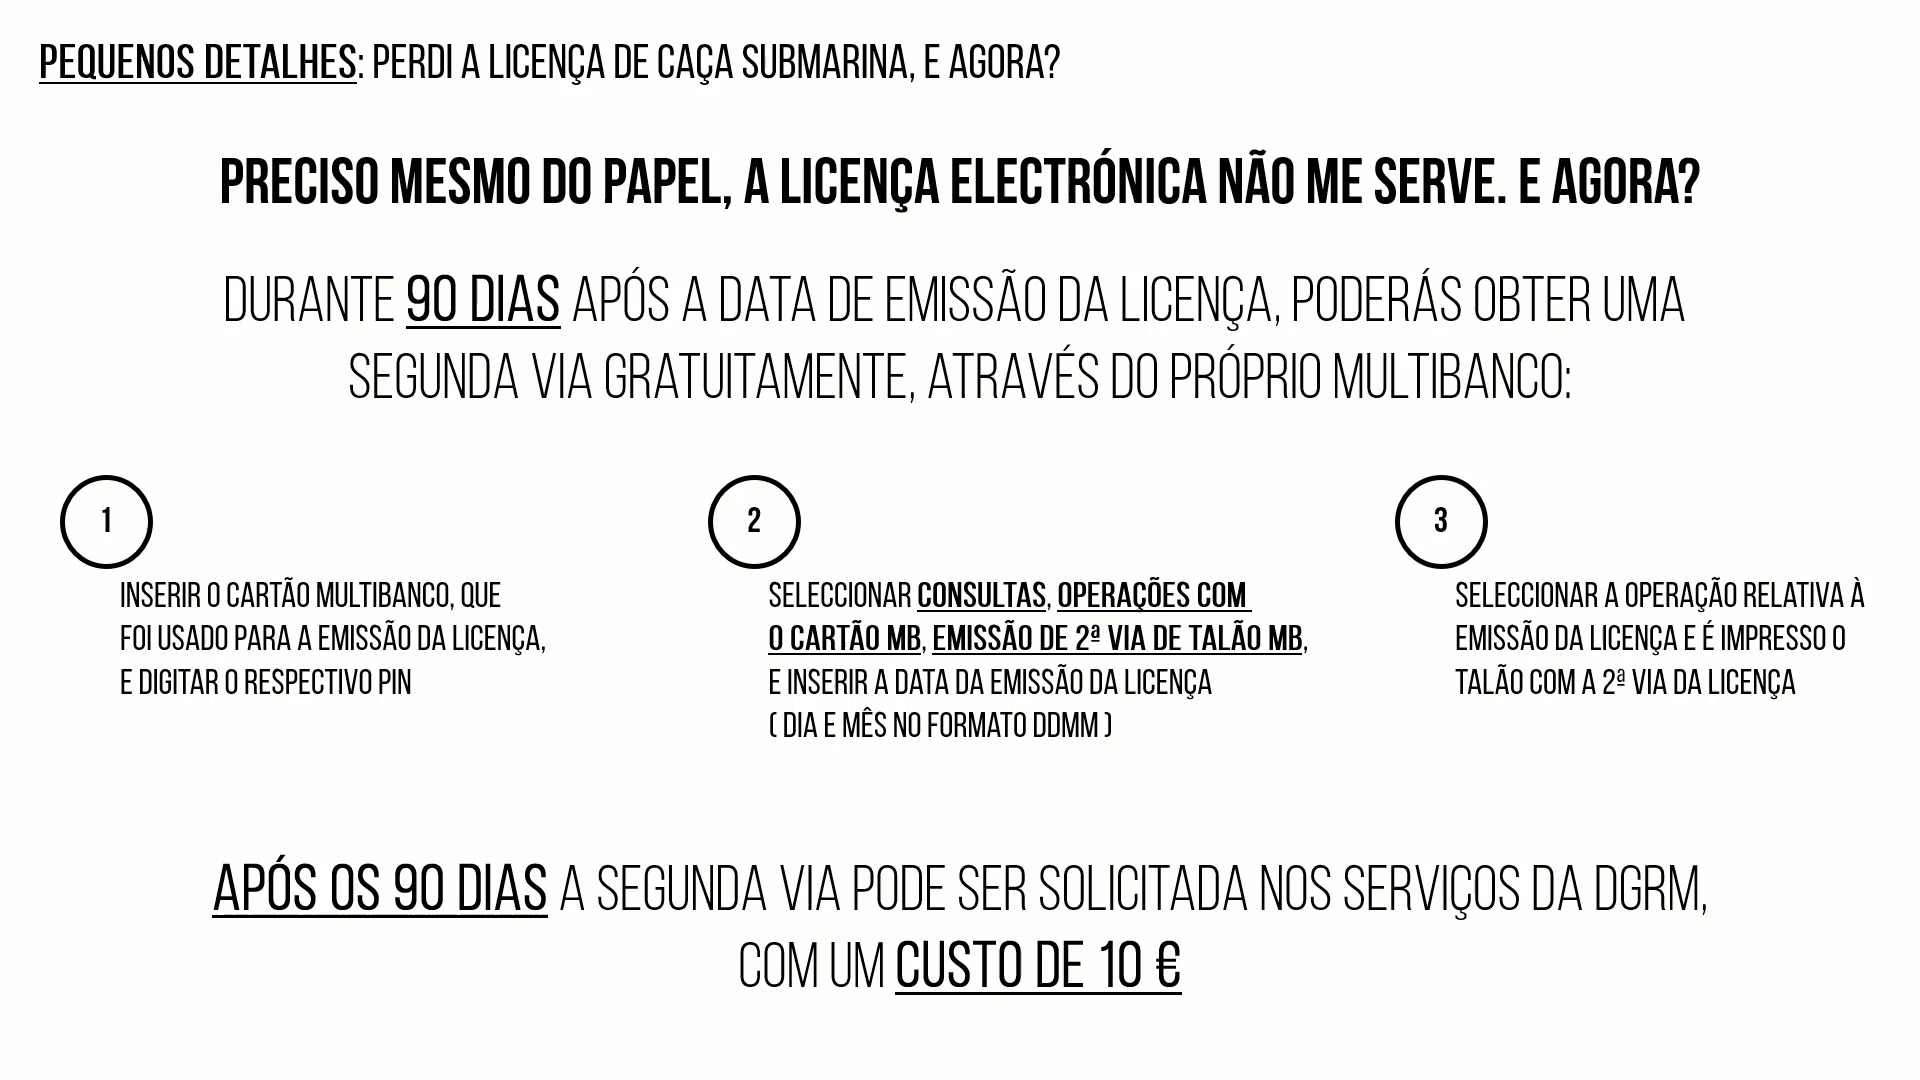 PEQUENOS DETALHES: PERDI A LICENÇA DE CAÇA SUBMARINA, E AGORA?
PRECISO MESMO DO PAPEL, A LICENÇA ELECTRÓNICA NÃO ME SERVE. E AGORA?
DURANTE 90 DIAS APÓS A DATA DE EMISSÃO DA LICENÇA, PODERÁS OBTER UMA
SEGUNDA VIA GRATUITAMENTE, ATRAVÉS DO PRÓPRIO MULTIBANCO:
1
INSERIR O CARTÃO MULTIBANCO, QUE
FOI USADO PARA A EMISSÃO DA LICENÇA,
E DIGITAR O RESPECTIVO PIN
2
SELECCIONAR CONSULTAS, OPERAÇÕES COM
O CARTÃO MB, EMISSÃO DE 2ª VIA DE TALÃO MB,
E INSERIR A DATA DA EMISSÃO DA LICENÇA
( DIA E MÊS NO FORMATO DDMM )
3
SELECCIONAR A OPERAÇÃO RELATIVA À
EMISSÃO DA LICENÇA E É IMPRESSO O
TALÃO COM A 2ª VIA DA LICENÇA
APÓS OS 90 DIAS A SEGUNDA VIA PODE SER SOLICITADA NOS SERVIÇOS DA DGRM,
COM UM CUSTO DE 10 €